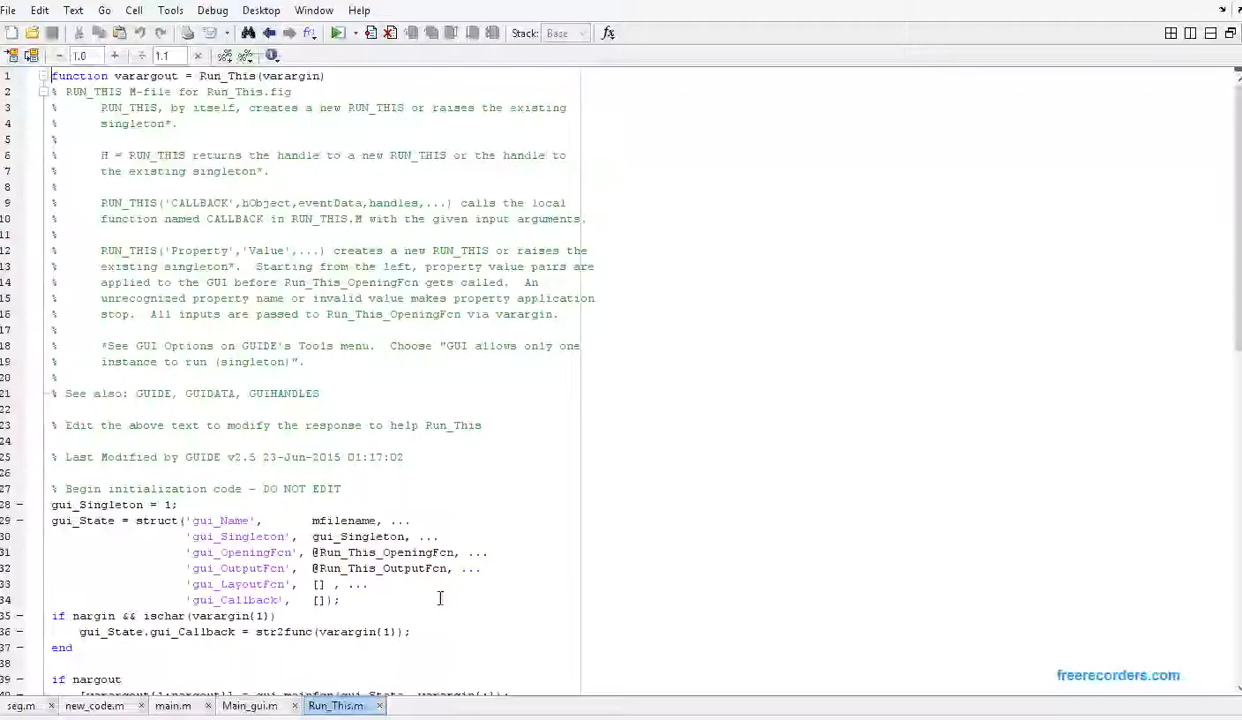 File Edit Text Go Cell Tools Debug Desktop Window Help
Stack: Base fx
1.0 1.1
1 function varargout = Run_This(varargin)
2 % RUN_THIS M-file for Run_This.fig
3 % RUN_THIS, by itself, creates a new RUN_THIS or raises the existing
4 % singleton*.
5 %
6 % H = RUN_THIS returns the handle to a new RUN_THIS or the handle to
7 % the existing singleton*.
8 %
9 % RUN_THIS('CALLBACK',hObject,eventData,handles,...) calls the local
10 % function named CALLBACK in RUN_THIS.M with the given input arguments.
11 %
12 % RUN_THIS('Property','Value',...) creates a new RUN_THIS or raises the
13 % existing singleton*. Starting from the left, property value pairs are
14 % applied to the GUI before Run_This_OpeningFcn gets called. An
15 % unrecognized property name or invalid value makes property application
16 % stop. All inputs are passed to Run_This_OpeningFcn via varargin.
17 %
18 % *See GUI Options on GUIDE's Tools menu. Choose "GUI allows only one
19 % instance to run (singleton)".
20 %
21 % See also: GUIDE, GUIDATA, GUIHANDLES
22
23 % Edit the above text to modify the response to help Run_This
24
25 % Last Modified by GUIDE v2.5 23-Jun-2015 01:17:02
26
27 % Begin initialization code - DO NOT EDIT
28 gui_Singleton = 1;
29 gui_State = struct('gui_Name', mfilename, ...
30 'gui_Singleton', gui_Singleton, ...
31 'gui_OpeningFcn', @Run_This_OpeningFcn, ...
32 'gui_OutputFcn', @Run_This_OutputFcn, ...
33 'gui_LayoutFcn', [] , ...
34 'gui_Callback', []);
35 if nargin && ischar(varargin{1})
36 gui_State.gui_Callback = str2func(varargin{1});
37 end
38
39 if nargout
40 [varargout{1:nargout}] = gui_mainfcn(gui_State, varargin{:});
freerecorders.com
seg.m new_code.m main.m Main_gui.m Run_This.m